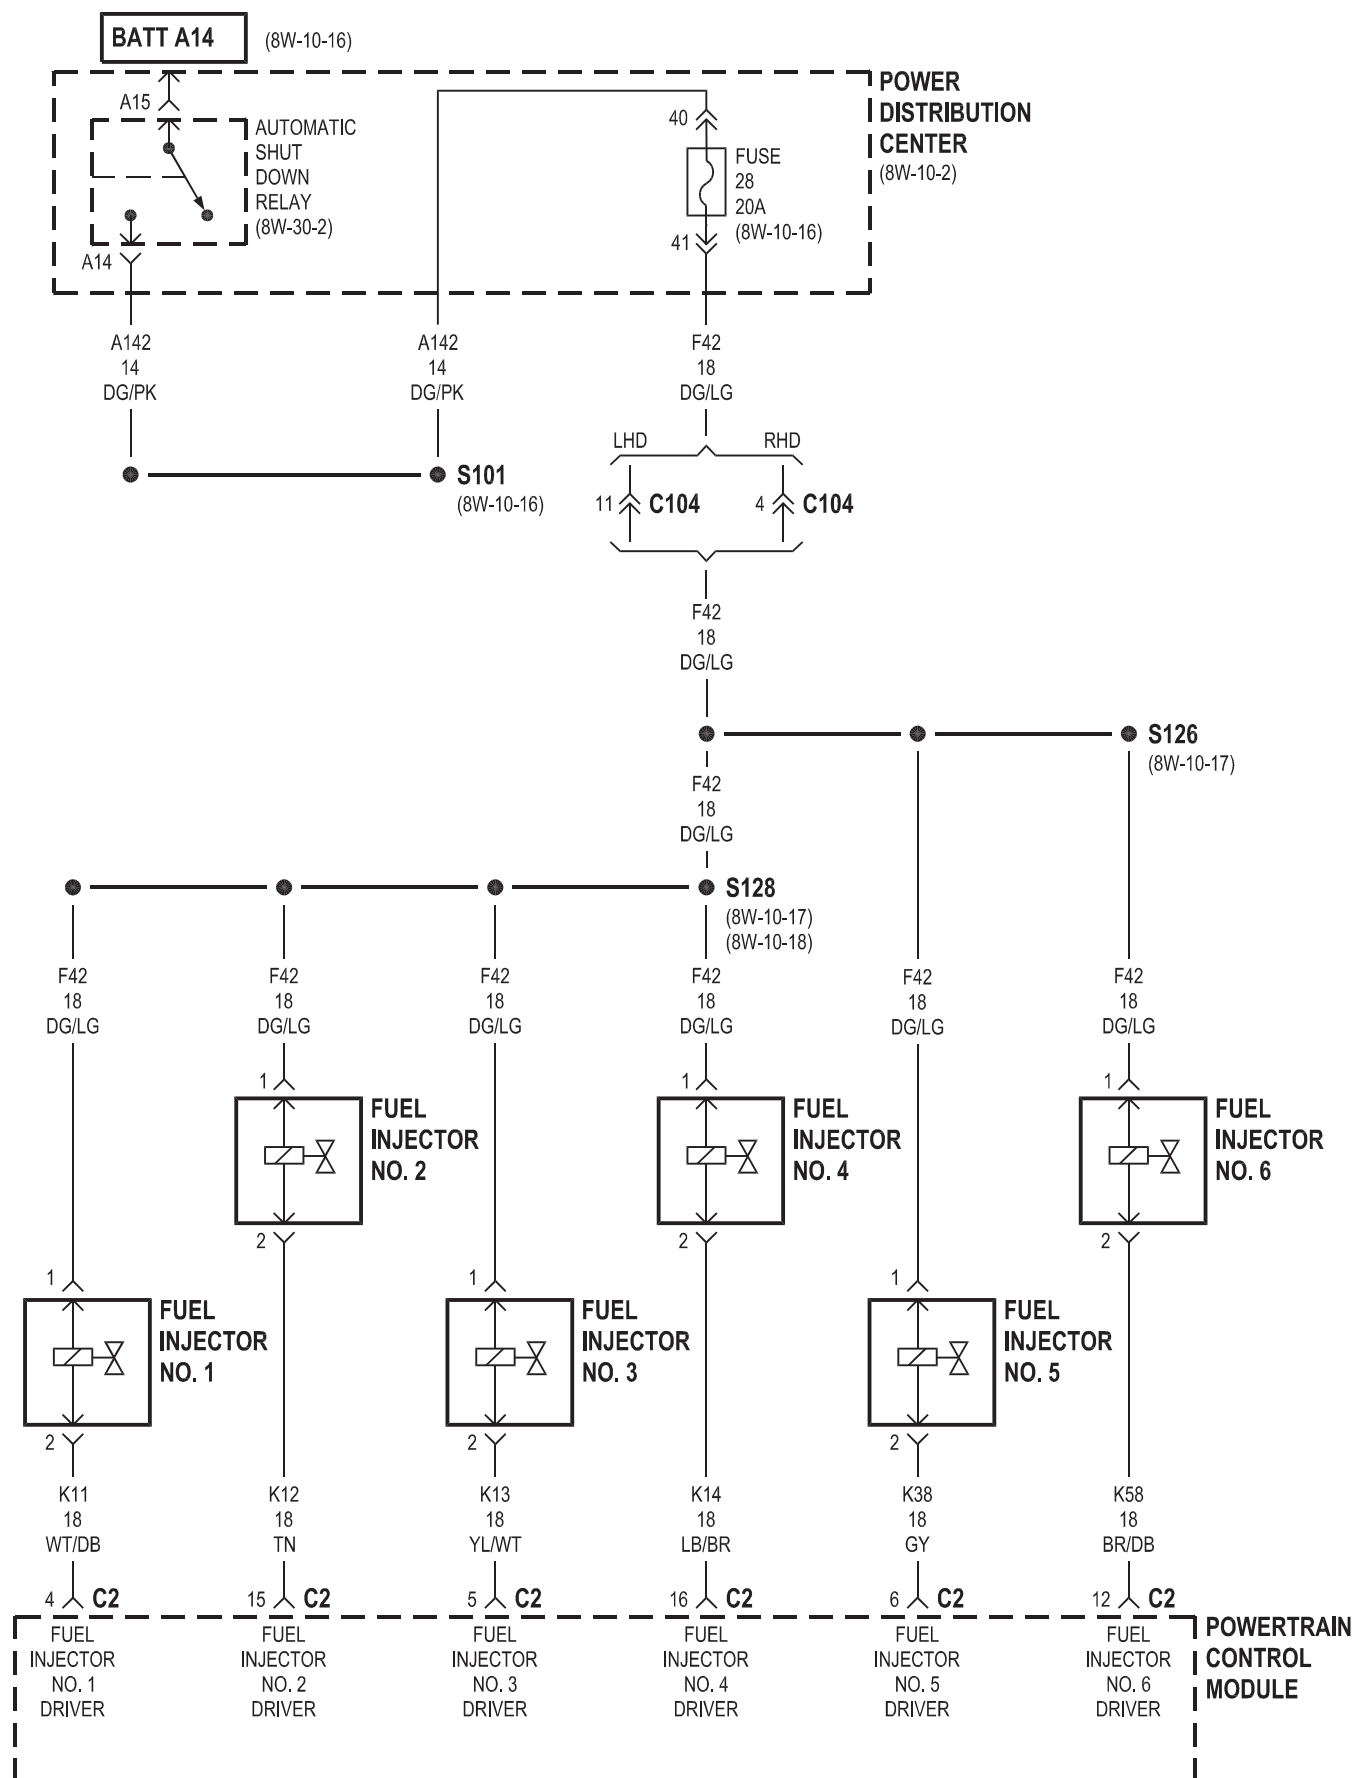 BATT A14 (8W-10-16)
POWER
DISTRIBUTION
CENTER
(8W-10-2)
A15
AUTOMATIC
SHUT
DOWN
RELAY
(8W-30-2)
A14
40
FUSE
28
20A
(8W-10-16)
41
A142
14
DG/PK
A142
14
DG/PK
F42
18
DG/LG
S101
(8W-10-16)
LHD RHD
11 C104 4 C104
F42
18
DG/LG
S126
(8W-10-17)
F42
18
DG/LG
S128
(8W-10-17)
(8W-10-18)
F42
18
DG/LG
F42
18
DG/LG
F42
18
DG/LG
F42
18
DG/LG
F42
18
DG/LG
F42
18
DG/LG
1
FUEL
INJECTOR
NO. 2
2
1
FUEL
INJECTOR
NO. 4
2
1
FUEL
INJECTOR
NO. 6
2
1
FUEL
INJECTOR
NO. 1
2
1
FUEL
INJECTOR
NO. 3
2
1
FUEL
INJECTOR
NO. 5
2
K11
18
WT/DB
K12
18
TN
K13
18
YL/WT
K14
18
LB/BR
K38
18
GY
K58
18
BR/DB
4 C2 15 C2 5 C2 16 C2 6 C2 12 C2
FUEL
INJECTOR
NO. 1
DRIVER
FUEL
INJECTOR
NO. 2
DRIVER
FUEL
INJECTOR
NO. 3
DRIVER
FUEL
INJECTOR
NO. 4
DRIVER
FUEL
INJECTOR
NO. 5
DRIVER
FUEL
INJECTOR
NO. 6
DRIVER
POWERTRAIN
CONTROL
MODULE